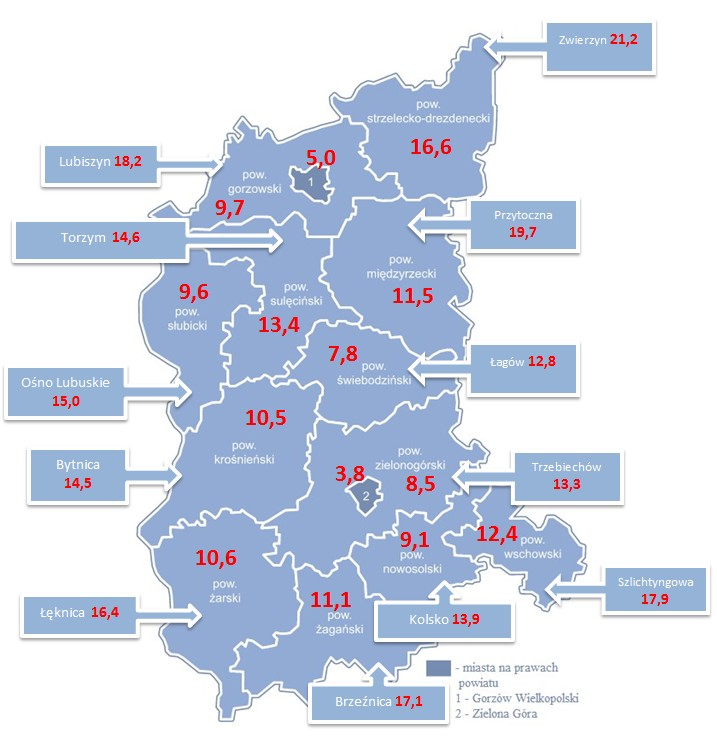 Zwierzyn 21,2
pow.
strzelecko-drezdenecki
16,6
Lubiszyn 18,2
5,0
1
pow.
gorzowski
9,7
Przytoczna
19,7
Torzym 14,6
pow.
międzyrzecki
11,5
9,6
pow.
słubicki
pow.
sulęciński
13,4
7,8
pow.
świebodziński
Łagów 12,8
Ośno Lubuskie
15,0
10,5
pow.
krośnieński
Bytnica
14,5
pow.
zielonogórski
3,8
8,5
2
Trzebiechów
13,3
12,4
pow.
wschowski
9,1
pow.
nowosolski
10,6
pow.
żarski
Szlichtyngowa
17,9
11,1
pow.
żagański
Łęknica 16,4
Kolsko 13,9
Brzeźnica 17,1
- miasta na prawach
powiatu
1 - Gorzów Wielkopolski
2 - Zielona Góra